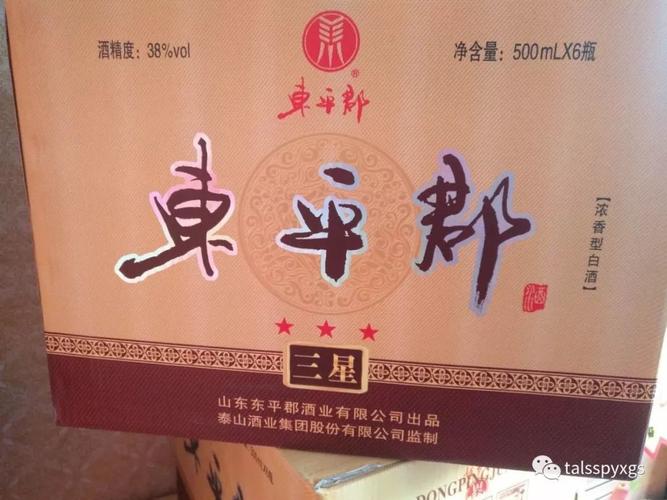 酒精度：38%vol
净含量：500mLX6瓶
®
東平郡
東平郡
【浓香型白酒】
三星
山东东平郡酒业有限公司出品
泰山酒业集团股份有限公司监制
DONGPINGJU
talsspyxgs